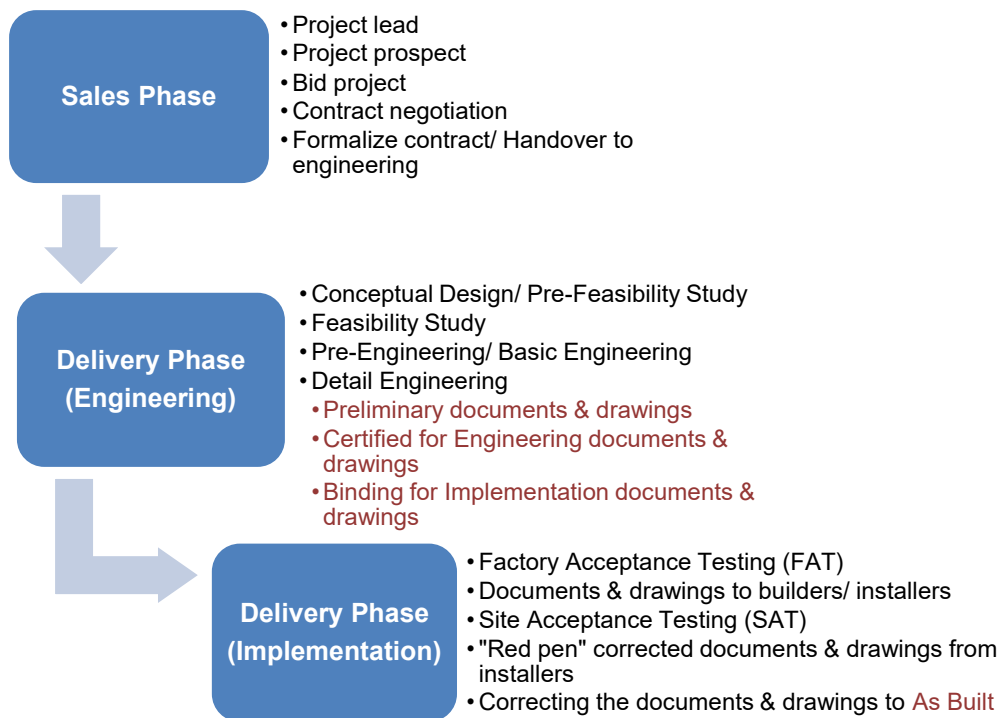 Sales Phase
• Project lead
• Project prospect
• Bid project
• Contract negotiation
• Formalize contract/ Handover to
engineering
Delivery Phase
(Engineering)
• Conceptual Design/ Pre-Feasibility Study
• Feasibility Study
• Pre-Engineering/ Basic Engineering
• Detail Engineering
• Preliminary documents & drawings
• Certified for Engineering documents &
drawings
• Binding for Implementation documents &
drawings
Delivery Phase
(Implementation)
• Factory Acceptance Testing (FAT)
• Documents & drawings to builders/ installers
• Site Acceptance Testing (SAT)
• "Red pen" corrected documents & drawings from
installers
• Correcting the documents & drawings to As Built